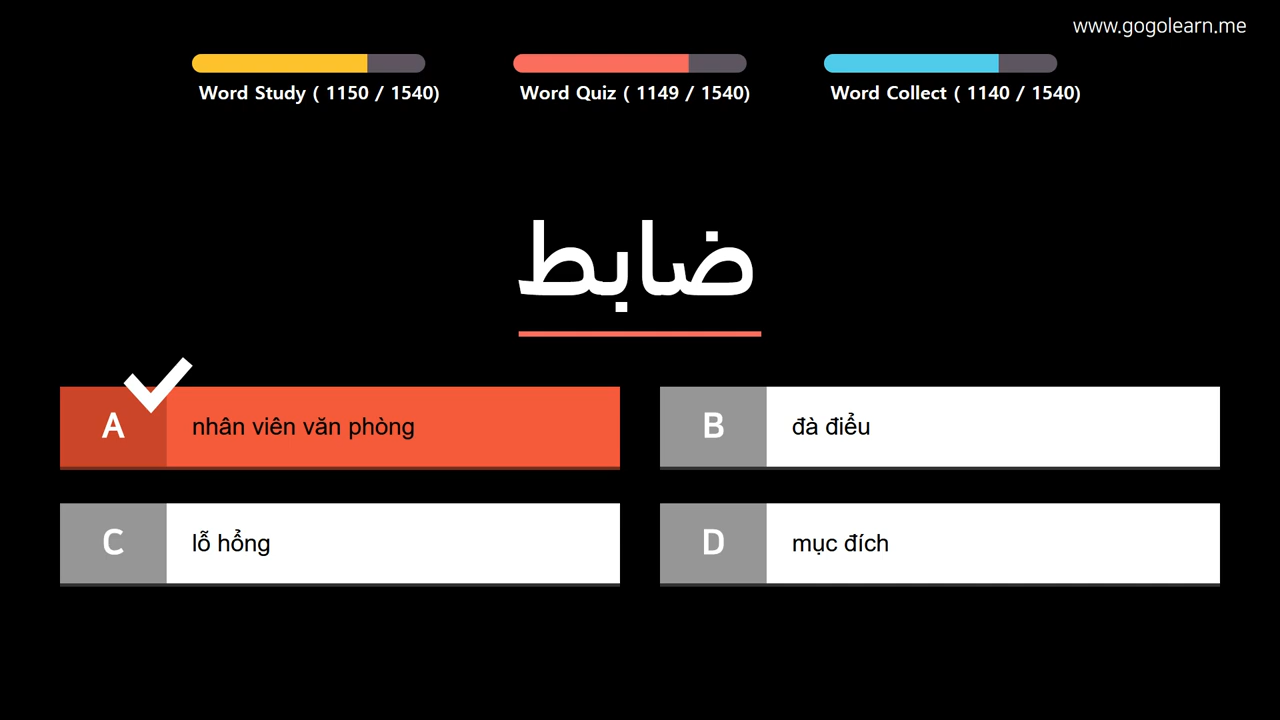 www.gogolearn.me
Word Study ( 1150 / 1540)
Word Quiz ( 1149 / 1540)
Word Collect ( 1140 / 1540)
ضابط
A nhân viên văn phòng
B đà điểu
C lỗ hổng
D mục đích